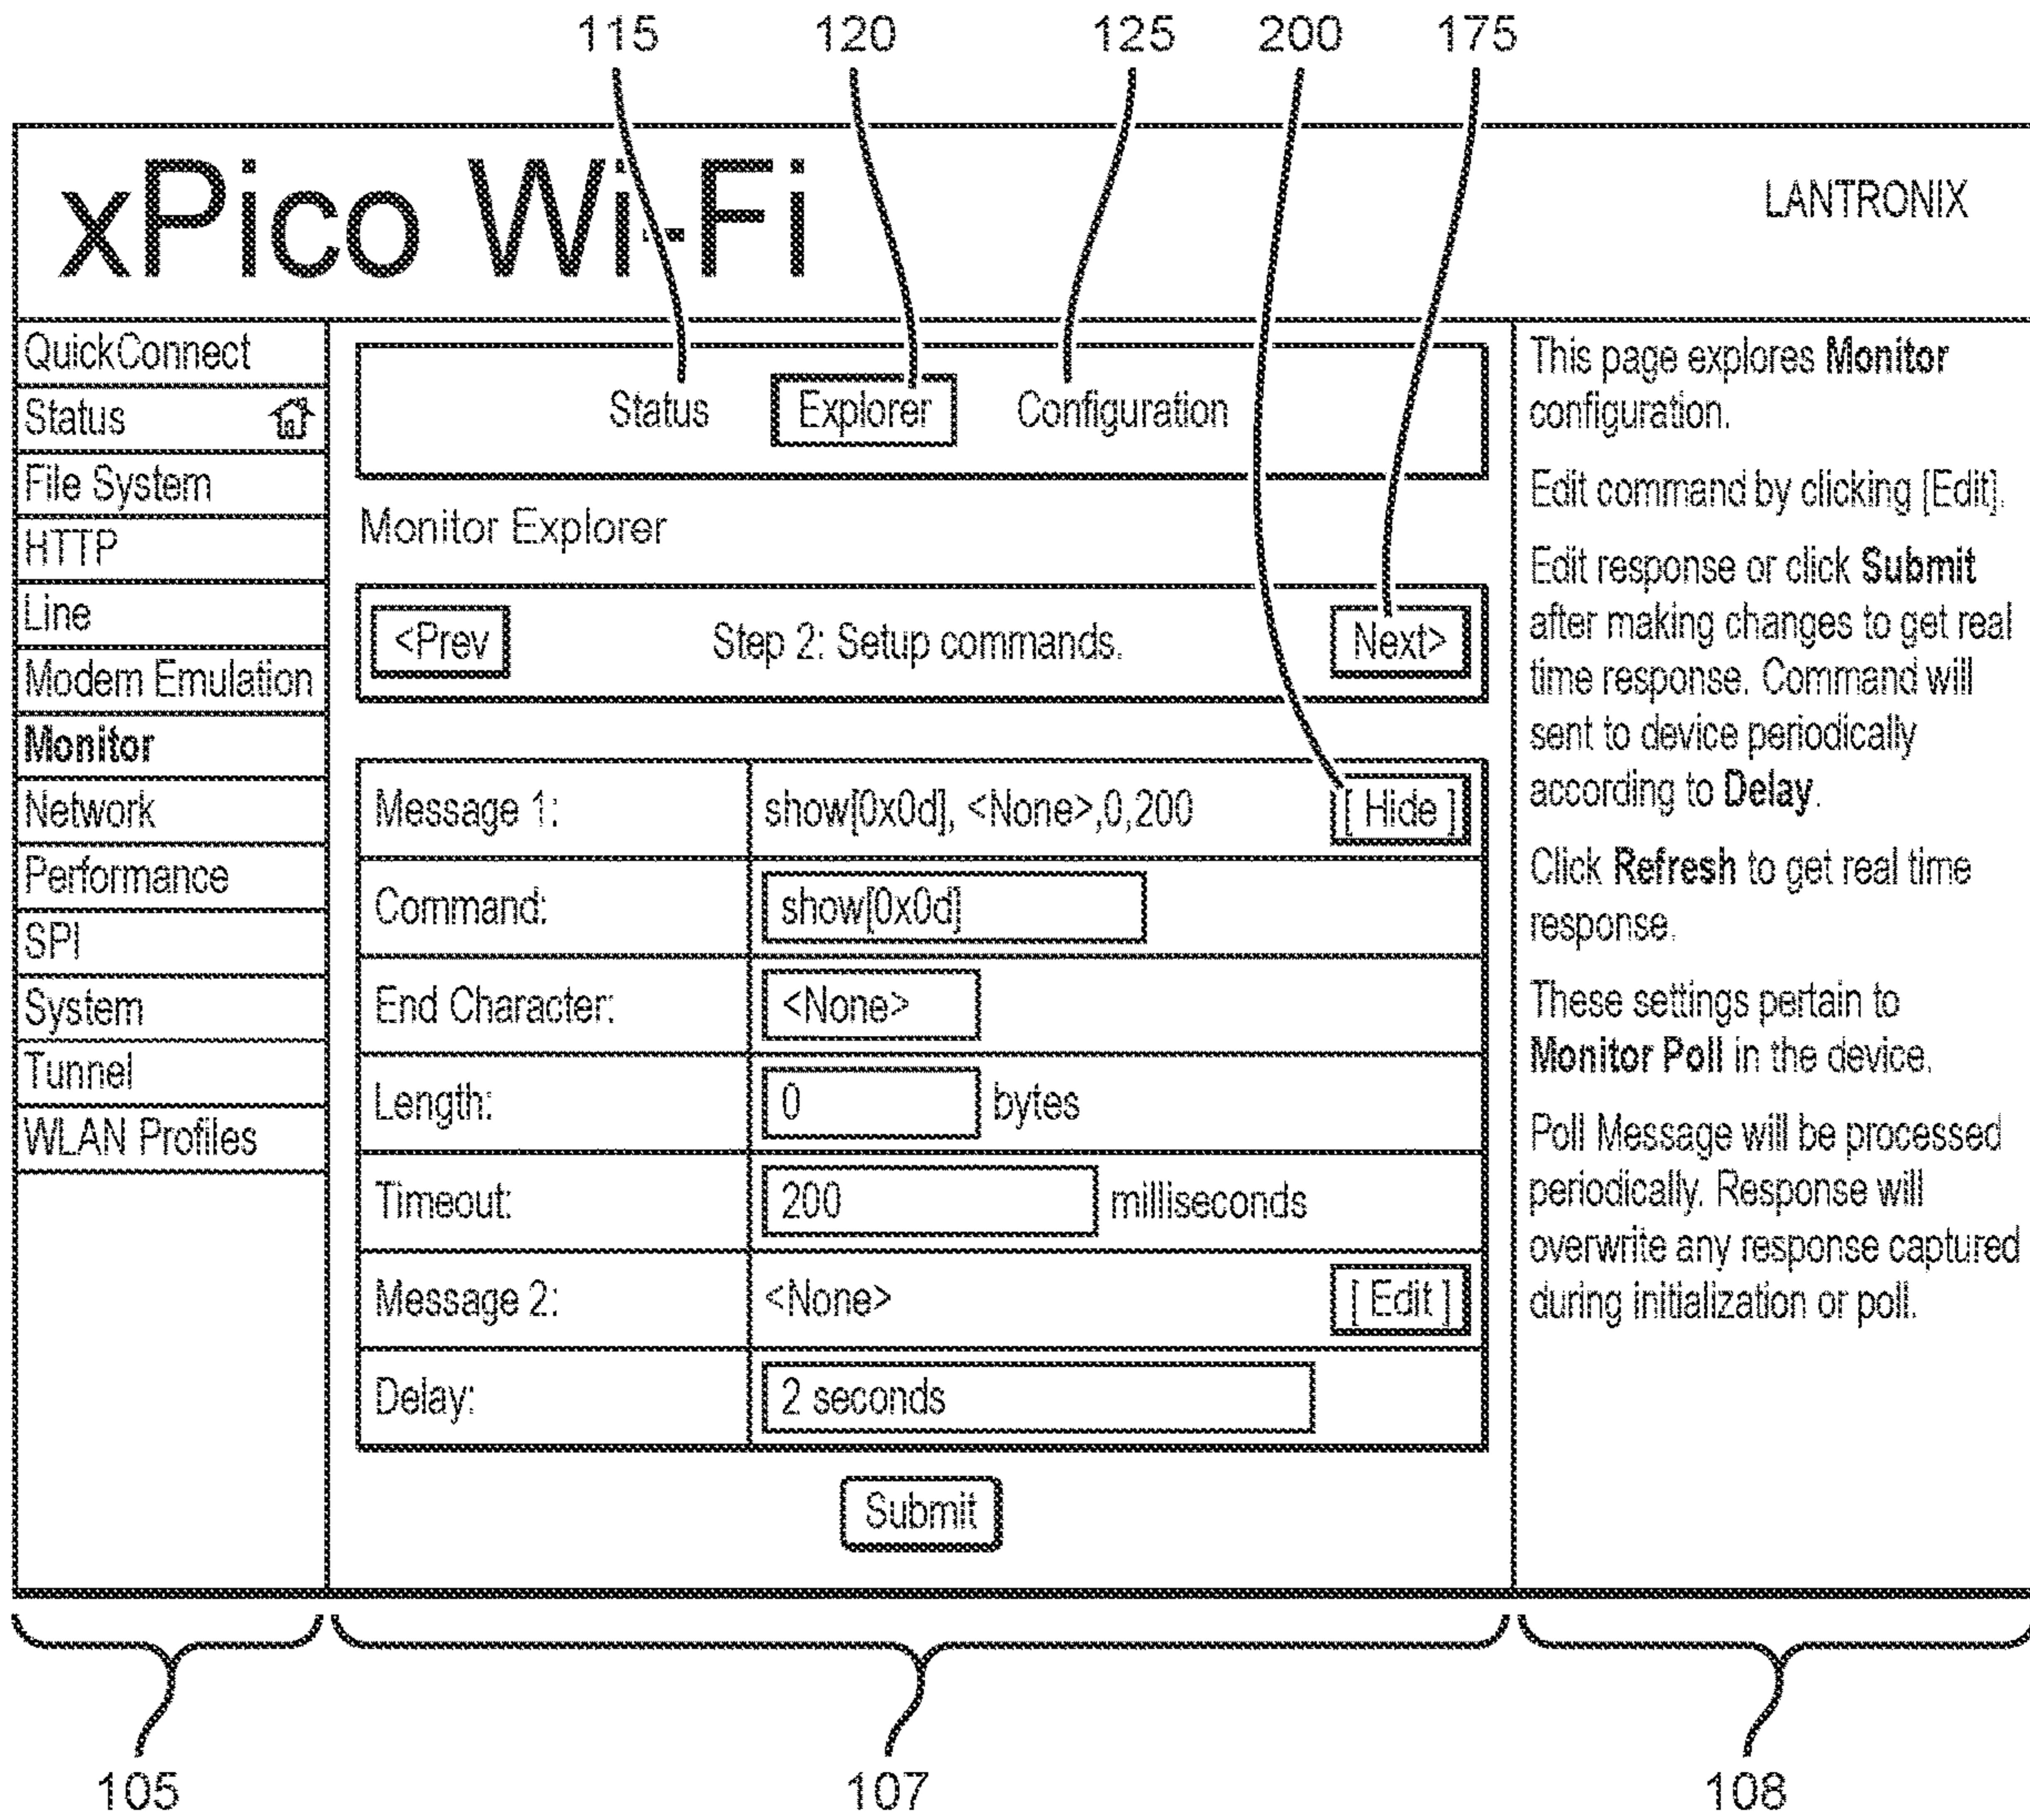 115 120 125 200 175
xPico Wi-Fi
LANTRONIX
QuickConnect
Status
File System
HTTP
Line
Modem Emulation
Monitor
Network
Performance
SPI
System
Tunnel
WLAN Profiles
Status Explorer Configuration
Monitor Explorer
<Prev Step 2: Setup commands. Next>
Message 1: show[0x0d], <None>,0,200 [ Hide ]
Command: show[0x0d]
End Character: <None>
Length: 0 bytes
Timeout: 200 milliseconds
Message 2: <None> [ Edit ]
Delay: 2 seconds
Submit
This page explores Monitor
configuration.
Edit command by clicking [Edit].
Edit response or click Submit
after making changes to get real
time response. Command will
sent to device periodically
according to Delay.
Click Refresh to get real time
response.
These settings pertain to
Monitor Poll in the device.
Poll Message will be processed
periodically. Response will
overwrite any response captured
during initialization or poll.
105 107 108